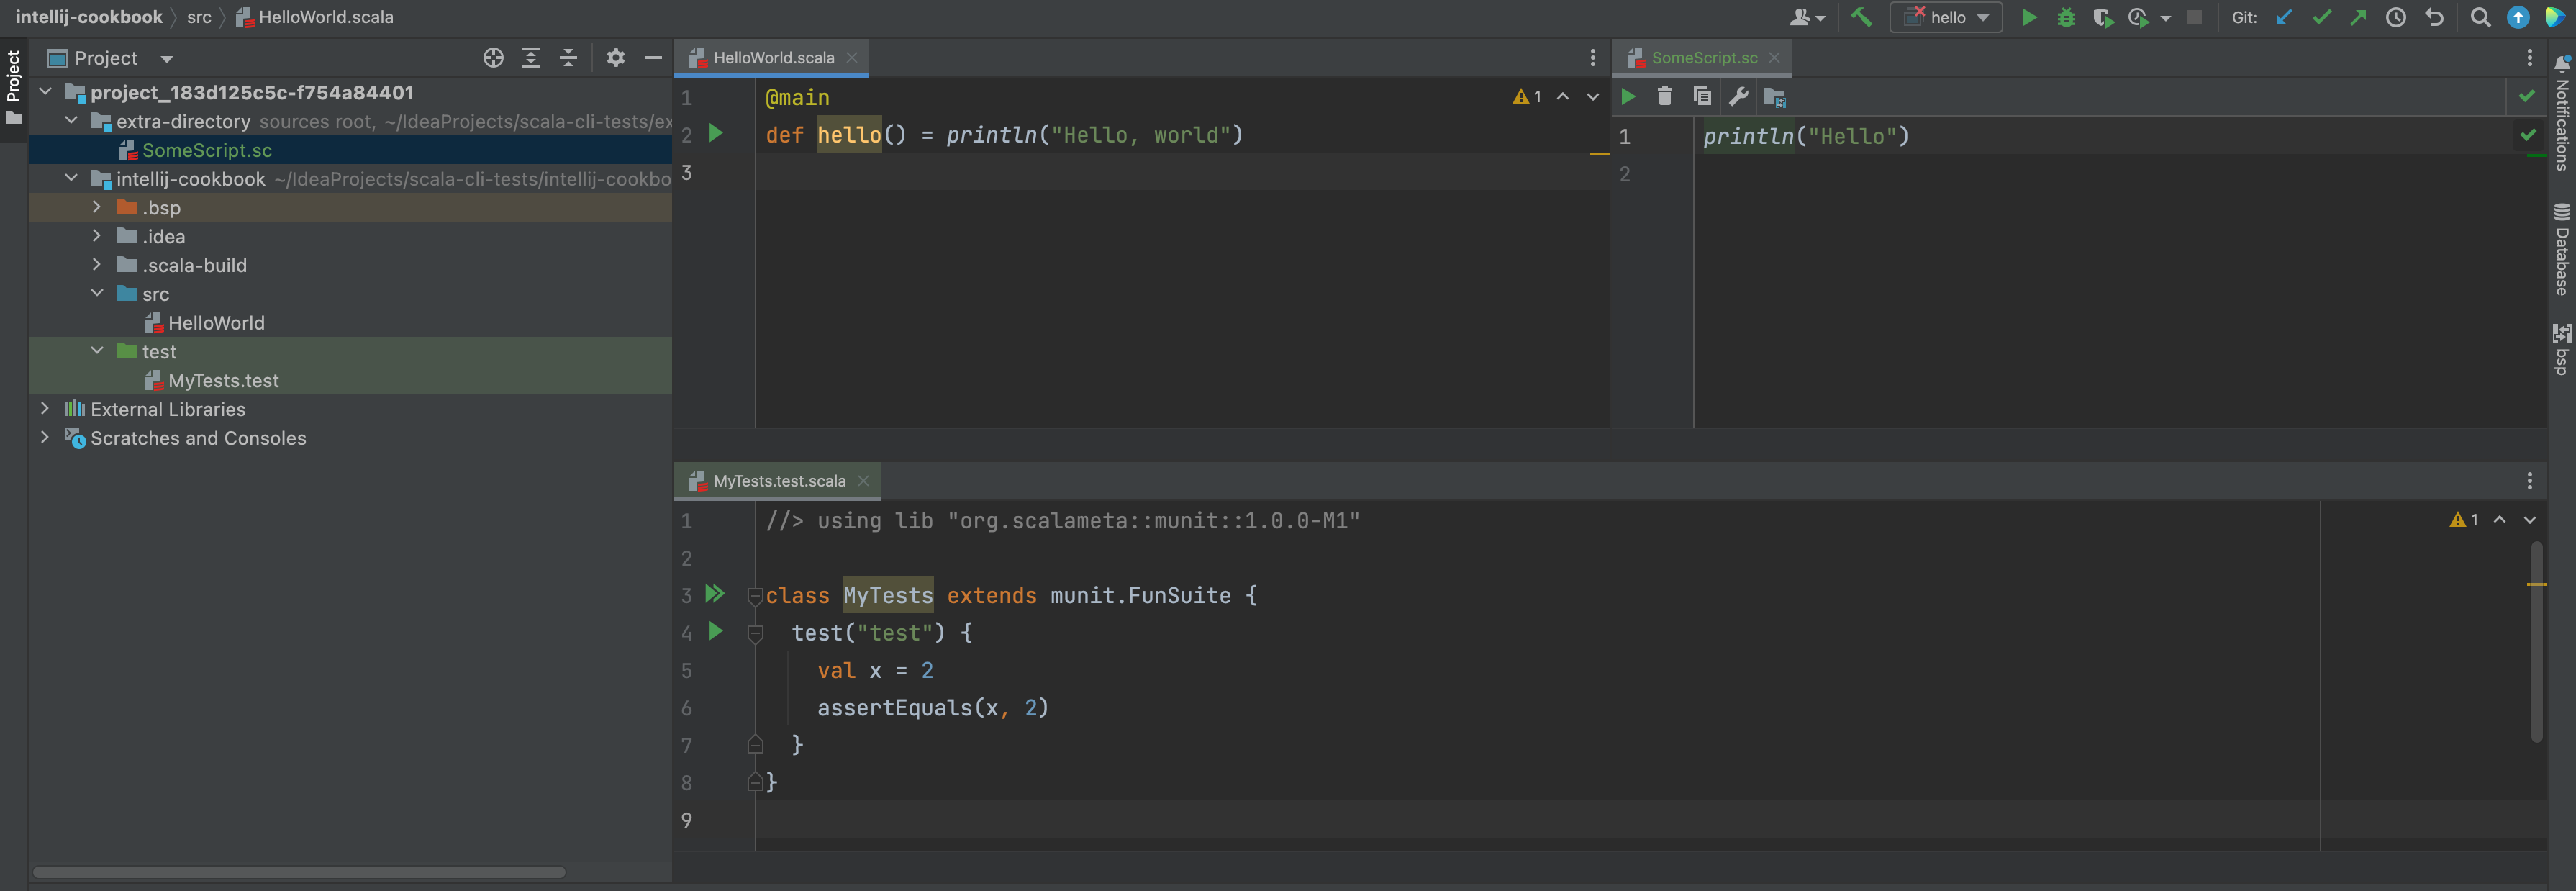 intellij-cookbook src HelloWorld.scala
hello Git:
Project
Project
project_183d125c5c-f754a84401
extra-directory sources root, ~/IdeaProjects/scala-cli-tests/ex
SomeScript.sc
intellij-cookbook ~/IdeaProjects/scala-cli-tests/intellij-cookbo
.bsp
.idea
.scala-build
src
HelloWorld
test
MyTests.test
External Libraries
Scratches and Consoles
HelloWorld.scala
1 @main
1
2 def hello() = println("Hello, world")
3
SomeScript.sc
1 println("Hello")
2
MyTests.test.scala
1 //> using lib "org.scalameta::munit::1.0.0-M1"
1
2
3 class MyTests extends munit.FunSuite {
4 test("test") {
5 val x = 2
6 assertEquals(x, 2)
7 }
8 }
9
Notifications
Database
bsp